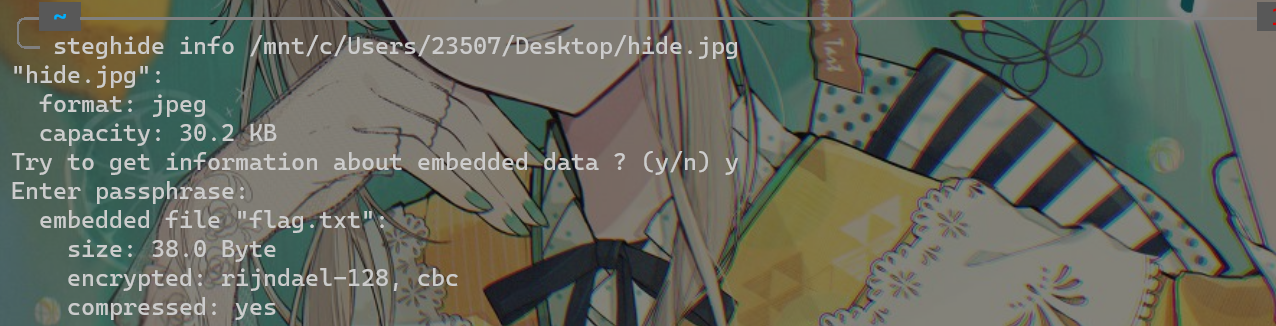 ~
steghide info /mnt/c/Users/23507/Desktop/hide.jpg
"hide.jpg":
  format: jpeg
  capacity: 30.2 KB
Try to get information about embedded data ? (y/n) y
Enter passphrase:
  embedded file "flag.txt":
    size: 38.0 Byte
    encrypted: rijndael-128, cbc
    compressed: yes